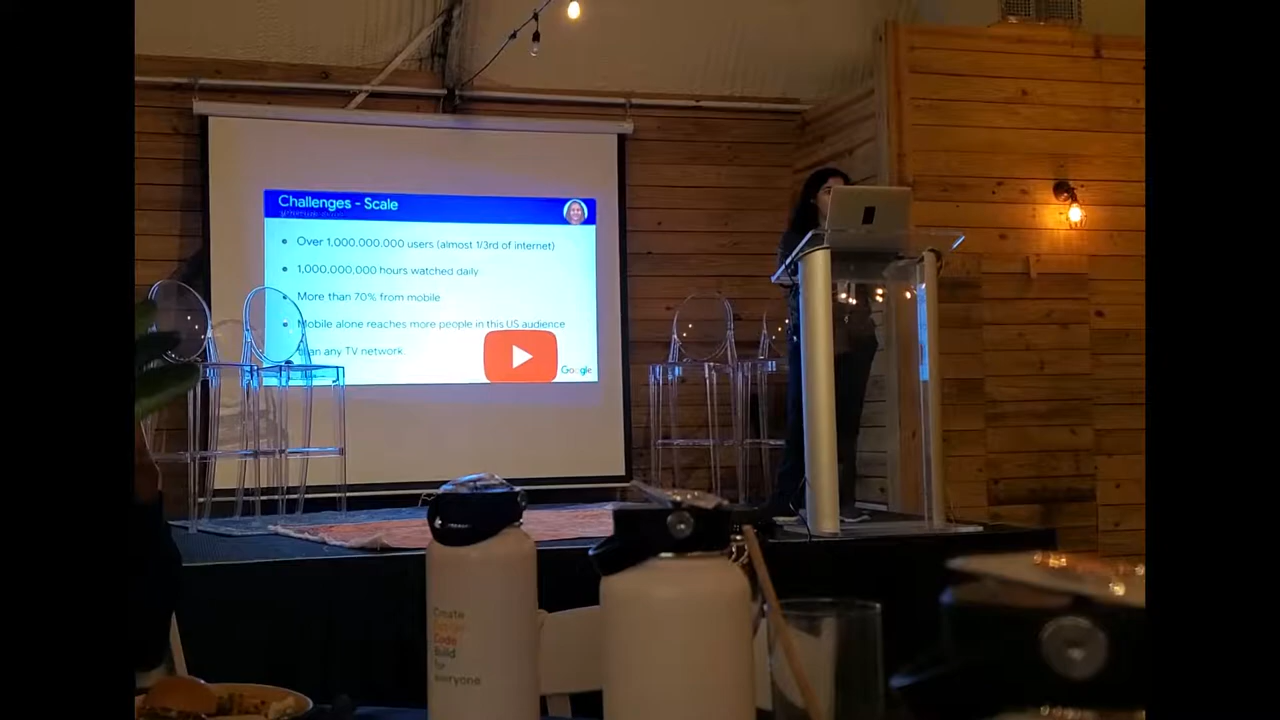 Challenges - Scale
Over 1,000,000,000 users (almost 1/3rd of internet)
1,000,000,000 hours watched daily
More than 70% from mobile
Mobile alone reaches more people in this US audience
than any TV network.
Google
Create
Code
Build
for
everyone